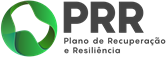 PRR
Plano de Recuperação
e Resiliência